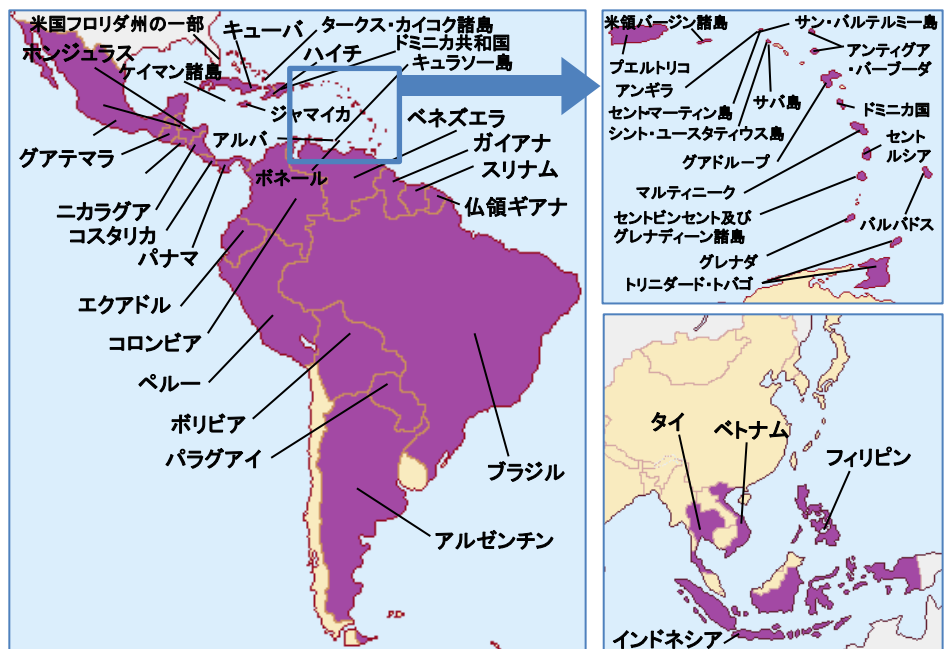 米国フロリダ州の一部
キューバ
タークス・カイコク諸島
ホンジュラス
ハイチ
ドミニカ共和国
キュラソー島
ケイマン諸島
ジャマイカ
ベネズエラ
アルバ
ガイアナ
グアテマラ
ボネール
スリナム
仏領ギアナ
ニカラグア
コスタリカ
パナマ
エクアドル
コロンビア
ペルー
ボリビア
パラグアイ
ブラジル
アルゼンチン
米領バージン諸島
サン・バルテルミー島
アンティグア
・バーブーダ
プエルトリコ
アンギラ
セントマーティン島
サバ島
シント・ユースタティウス島
ドミニカ国
グアドループ
セント
ルシア
マルティニーク
セントビンセント及び
グレナディーン諸島
バルバドス
グレナダ
トリニダード・トバゴ
タイ
ベトナム
フィリピン
インドネシア